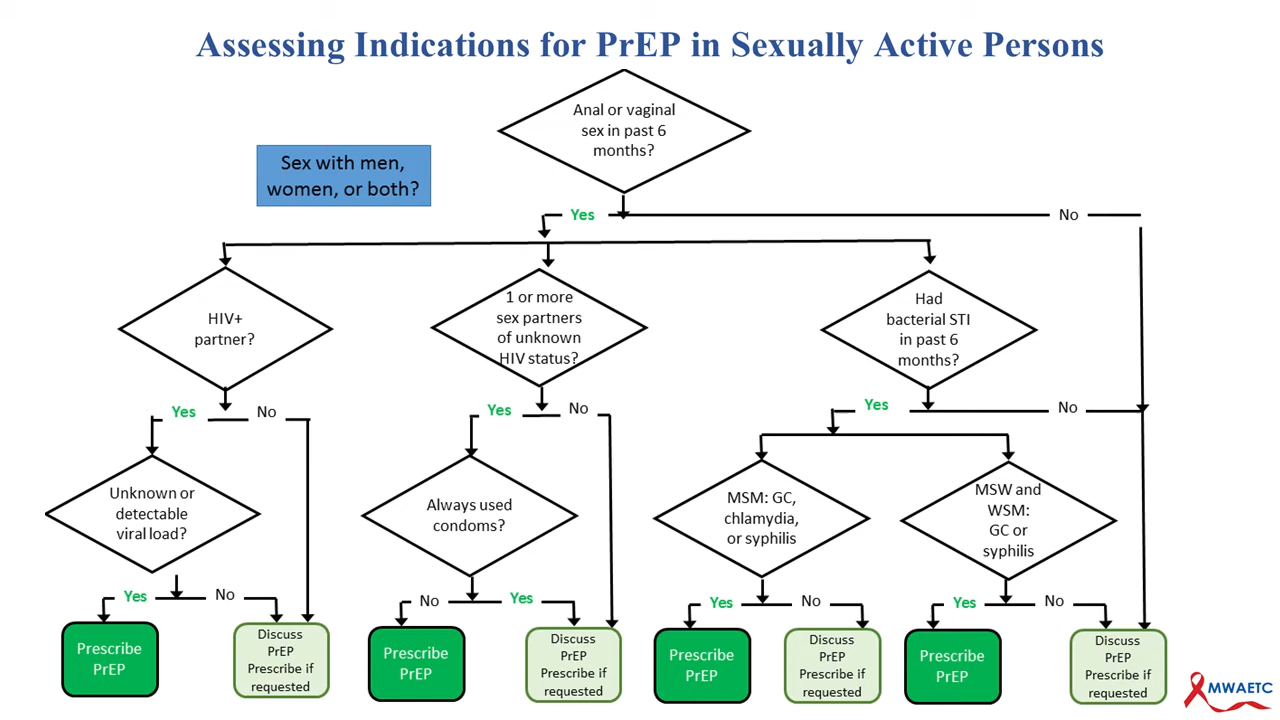 Assessing Indications for PrEP in Sexually Active Persons
Anal or vaginal
sex in past 6
months?
Sex with men,
women, or both?
Yes
No
HIV+
partner?
1 or more
sex partners
of unknown
HIV status?
Had
bacterial STI
in past 6
months?
Yes
No
Yes
No
Yes
No
Unknown or
detectable
viral load?
Always used
condoms?
MSM: GC,
chlamydia,
or syphilis
MSW and
WSM:
GC or
syphilis
Yes
No
No
Yes
Yes
No
Yes
No
Prescribe
PrEP
Discuss
PrEP
Prescribe if
requested
Prescribe
PrEP
Discuss
PrEP
Prescribe if
requested
Prescribe
PrEP
Discuss
PrEP
Prescribe if
requested
Prescribe
PrEP
Discuss
PrEP
Prescribe if
requested
MWAETC